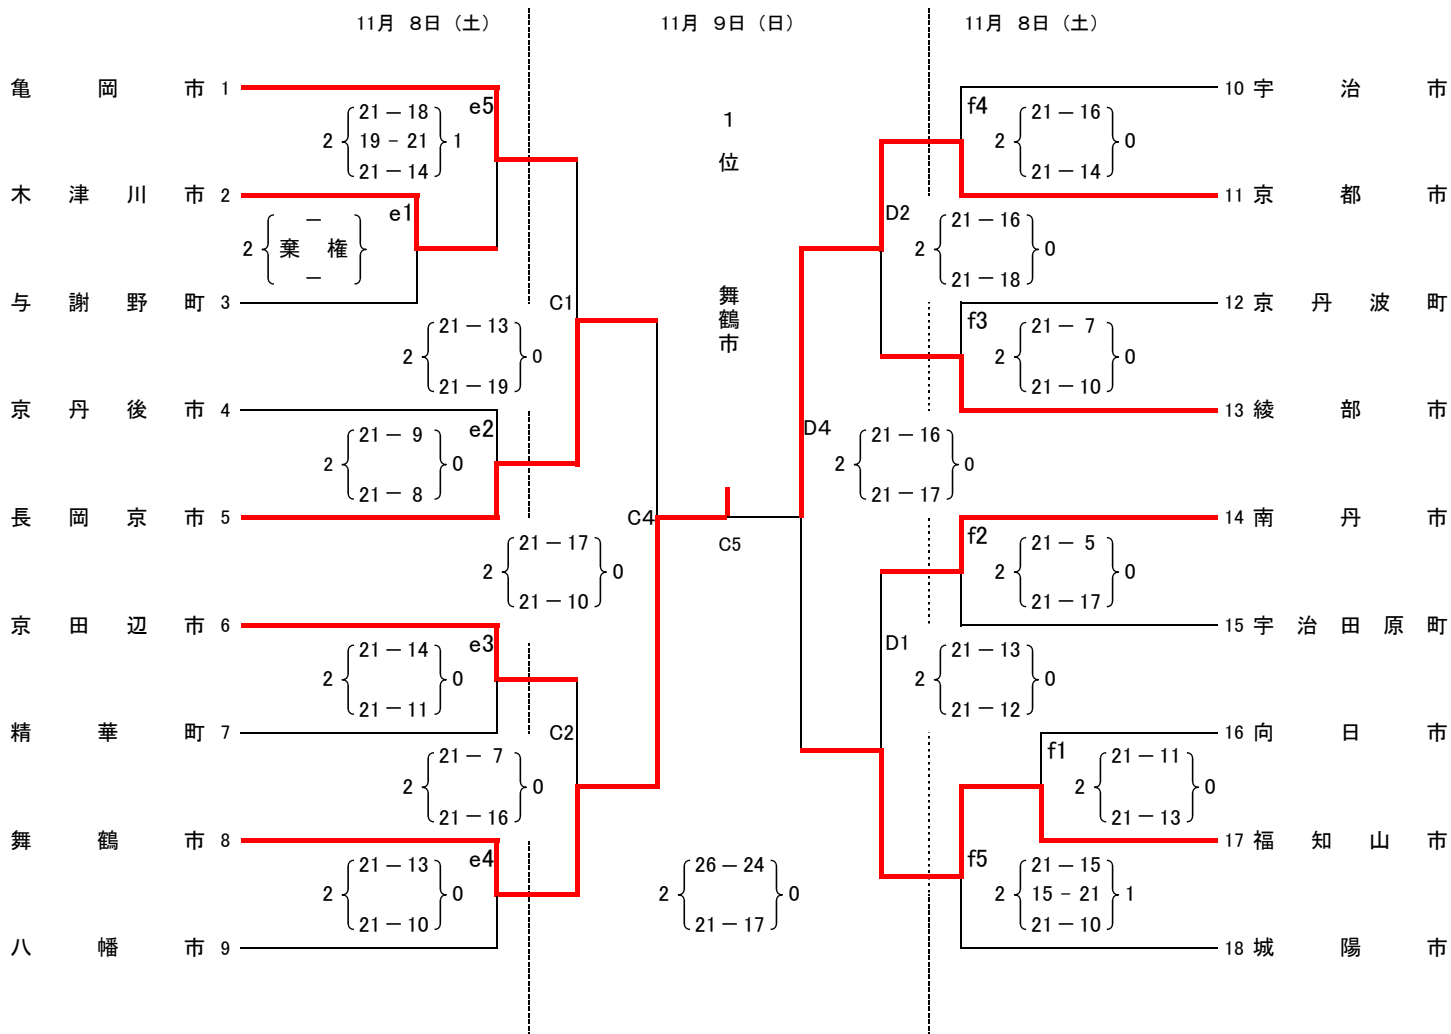 11月 8日（土）
11月 9日（日）
11月 8日（土）
亀岡市 1
木津川市 2
与謝野町 3
京丹後市 4
長岡京市 5
京田辺市 6
精華町 7
舞鶴市 8
八幡市 9
e5
21 － 18
2 19 - 21 1
21 － 14
e1
－
2 棄 権
－
C1
21 － 13
2 0
21 － 19
e2
21 － 9
2 0
21 － 8
C4
21 － 17
2 0
21 － 10
e3
21 － 14
2 0
21 － 11
C2
21 － 7
2 0
21 － 16
e4
21 － 13
2 0
21 － 10
1位
舞鶴市
C5
26 － 24
2 0
21 － 17
f4
21 － 16
2 0
21 － 14
D2
21 － 16
2 0
21 － 18
f3
21 － 7
2 0
21 － 10
D4
21 － 16
2 0
21 － 17
f2
21 － 5
2 0
21 － 17
D1
21 － 13
2 0
21 － 12
f1
21 － 11
2 0
21 － 13
f5
21 － 15
2 15 - 21 1
21 － 10
10 宇治市
11 京都市
12 京丹波町
13 綾部市
14 南丹市
15 宇治田原町
16 向日市
17 福知山市
18 城陽市